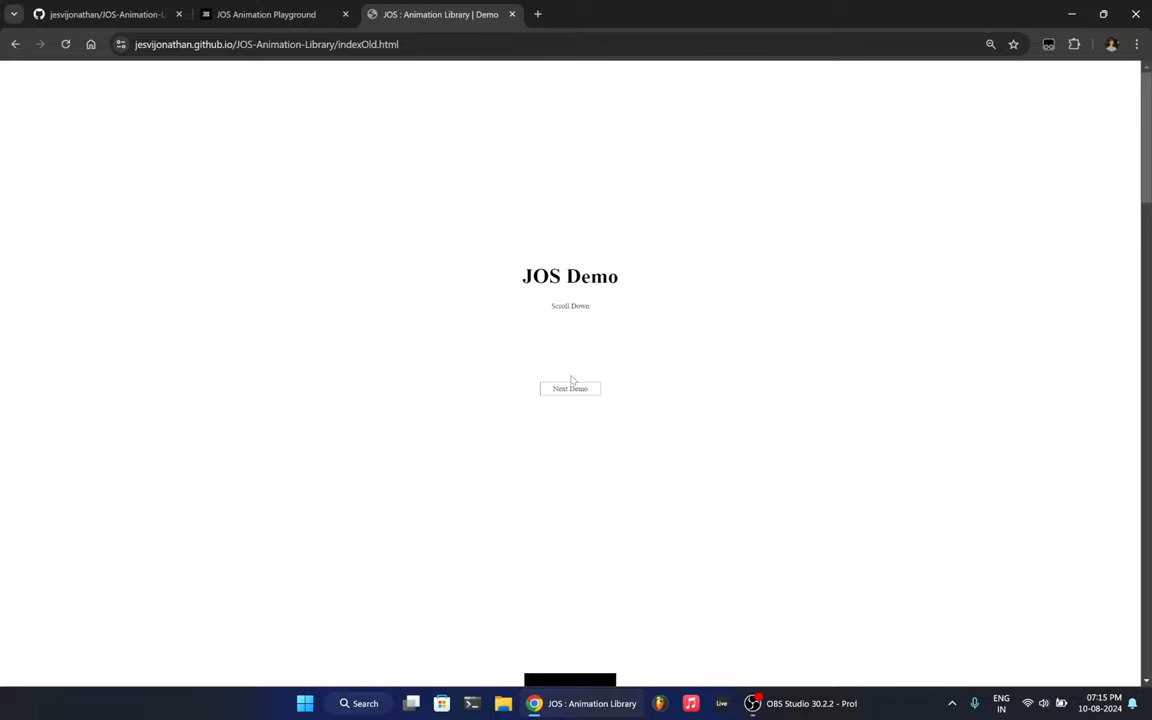 jesvijonathan/JOS-Animation-L
JOS Animation Playground
JOS : Animation Library | Demo
jesvijonathan.github.io/JOS-Animation-Library/indexOld.html
JOS Demo
Scroll Down
Next Demo
Search
JOS : Animation Library
Live
OBS Studio 30.2.2 - Prof
ENG
IN
07:15 PM
10-08-2024